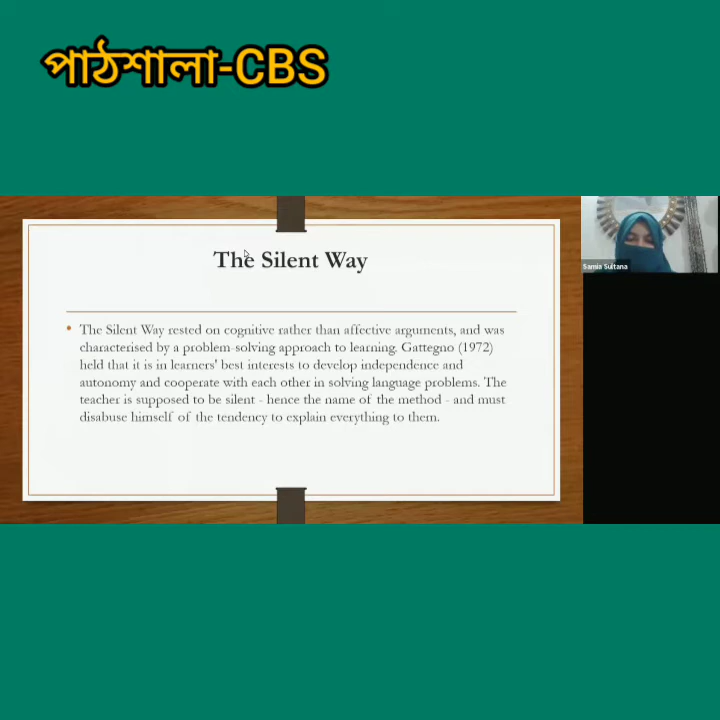 পাঠশালা-CBS
The Silent Way
Samia Sultana
• The Silent Way rested on cognitive rather than affective arguments, and was
characterised by a problem-solving approach to learning. Gattegno (1972)
held that it is in learners' best interests to develop independence and
autonomy and cooperate with each other in solving language problems. The
teacher is supposed to be silent - hence the name of the method - and must
disabuse himself of the tendency to explain everything to them.